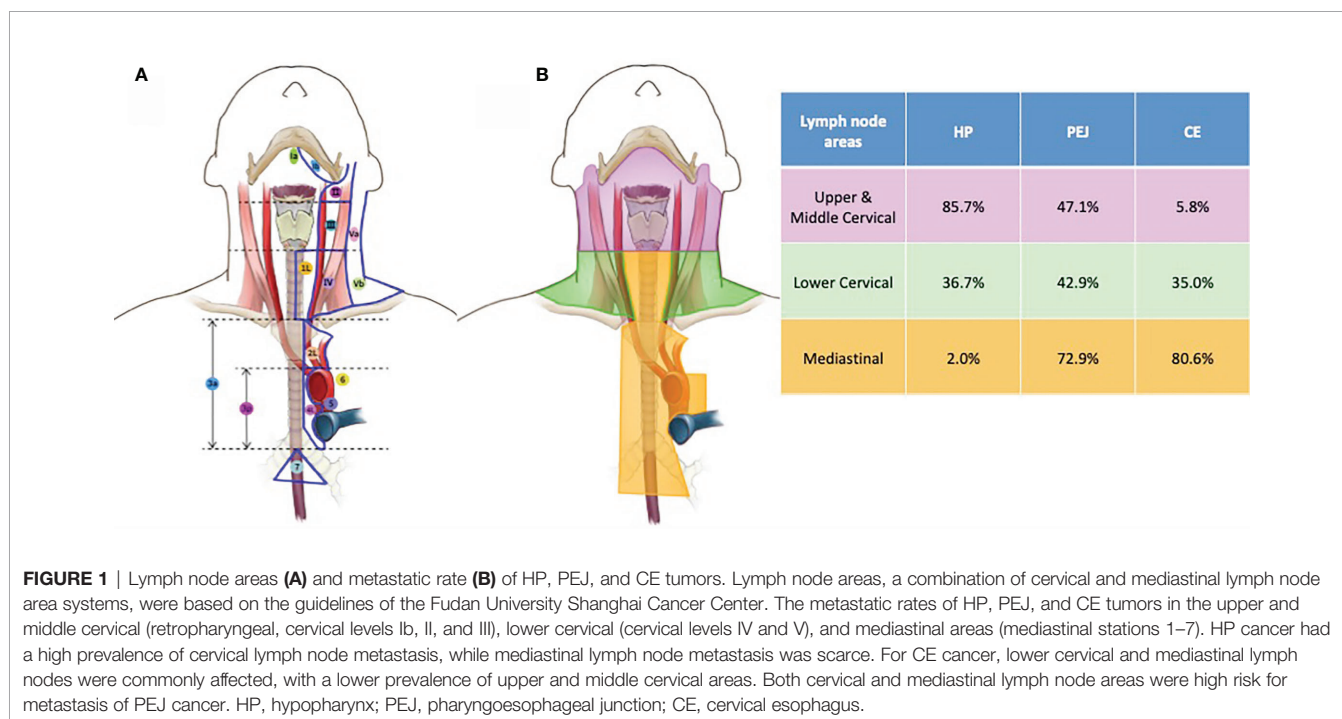 A
B
Ia
Ib
II
III
Va
1L
IV
Vb
2L
3a
6
3p
5
4L
7
Lymph node areas
HP
PEJ
CE
Upper & Middle Cervical
85.7%
47.1%
5.8%
Lower Cervical
36.7%
42.9%
35.0%
Mediastinal
2.0%
72.9%
80.6%
FIGURE 1 | Lymph node areas (A) and metastatic rate (B) of HP, PEJ, and CE tumors. Lymph node areas, a combination of cervical and mediastinal lymph node
area systems, were based on the guidelines of the Fudan University Shanghai Cancer Center. The metastatic rates of HP, PEJ, and CE tumors in the upper and
middle cervical (retropharyngeal, cervical levels Ib, II, and III), lower cervical (cervical levels IV and V), and mediastinal areas (mediastinal stations 1–7). HP cancer had
a high prevalence of cervical lymph node metastasis, while mediastinal lymph node metastasis was scarce. For CE cancer, lower cervical and mediastinal lymph
nodes were commonly affected, with a lower prevalence of upper and middle cervical areas. Both cervical and mediastinal lymph node areas were high risk for
metastasis of PEJ cancer. HP, hypopharynx; PEJ, pharyngoesophageal junction; CE, cervical esophagus.